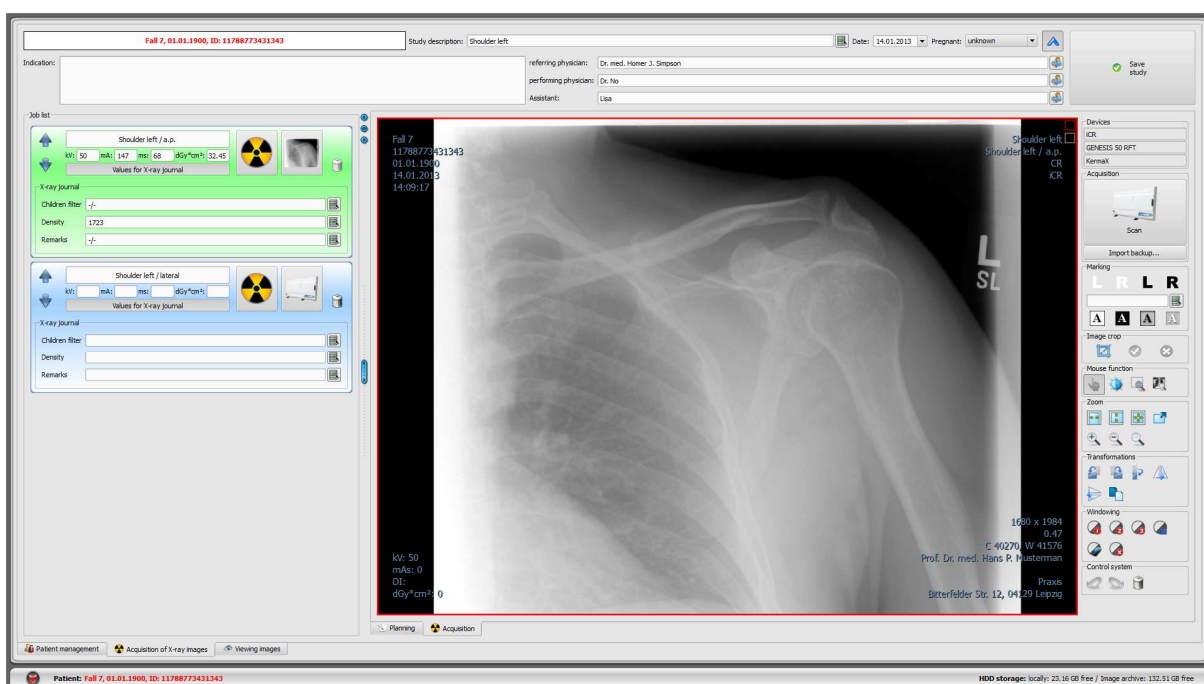 Fall 7, 01.01.1900, ID: 11788773431343
Study description: Shoulder left
Date: 14.01.2013
Pregnant: unknown
Indication:
referring physician: Dr. med. Homer J. Simpson
performing physician: Dr. No
Assistant: Lisa
Save
study
Job list
Shoulder left / a.p.
kV: 50 mA: 147 ms: 68 dGy*cm²: 32.45
Values for X-ray journal
X-ray journal
Children filter -/-
Density 1723
Remarks -/-
Shoulder left / lateral
kV: mA: ms: dGy*cm²:
Values for X-ray journal
X-ray journal
Children filter
Density
Remarks
Fall 7
11788773431343
01.01.1900
14.01.2013
14:09:17
Shoulder left
Shoulder left / a.p.
CR
iCR
L
SL
kV: 50
mAs: 0
DI:
dGy*cm²: 0
1680 x 1984
0.47
C 40270, W 41576
Prof. Dr. med. Hans P. Musterman
Praxis
Bitterfelder Str. 12, 04129 Leipzig
Devices
iCR
GENESIS 50 RFT
KermaX
Acquisition
Scan
Import backup...
Marking
L R L R
A A A A
Image crop
Mouse function
Zoom
Transformations
Windowing
Control system
Planning
Acquisition
Patient management
Acquisition of X-ray images
Viewing images
Patient: Fall 7, 01.01.1900, ID: 11788773431343
HDD storage: locally: 23.16 GB free / Image archive: 132.51 GB free